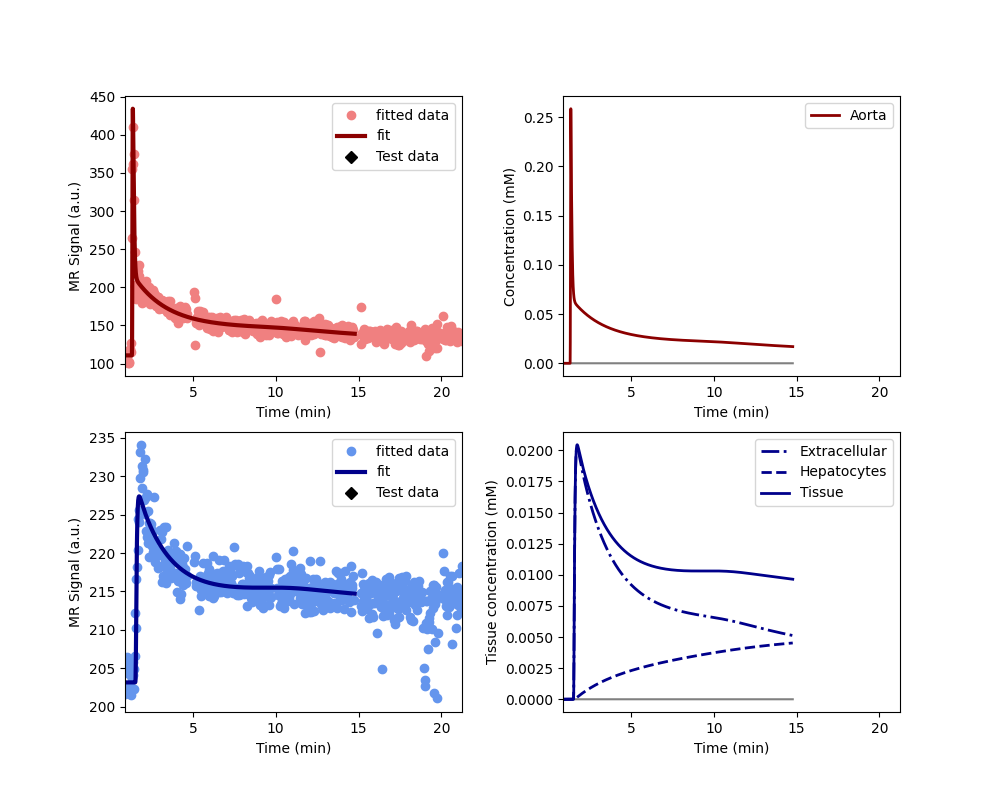 MR Signal (a.u.)
450
400
350
300
250
200
150
100
fitted data
fit
Test data
5
10
15
20
Time (min)
Concentration (mM)
0.25
0.20
0.15
0.10
0.05
0.00
Aorta
5
10
15
20
Time (min)
MR Signal (a.u.)
235
230
225
220
215
210
205
200
fitted data
fit
Test data
5
10
15
20
Time (min)
Tissue concentration (mM)
0.0200
0.0175
0.0150
0.0125
0.0100
0.0075
0.0050
0.0025
0.0000
Extracellular
Hepatocytes
Tissue
5
10
15
20
Time (min)